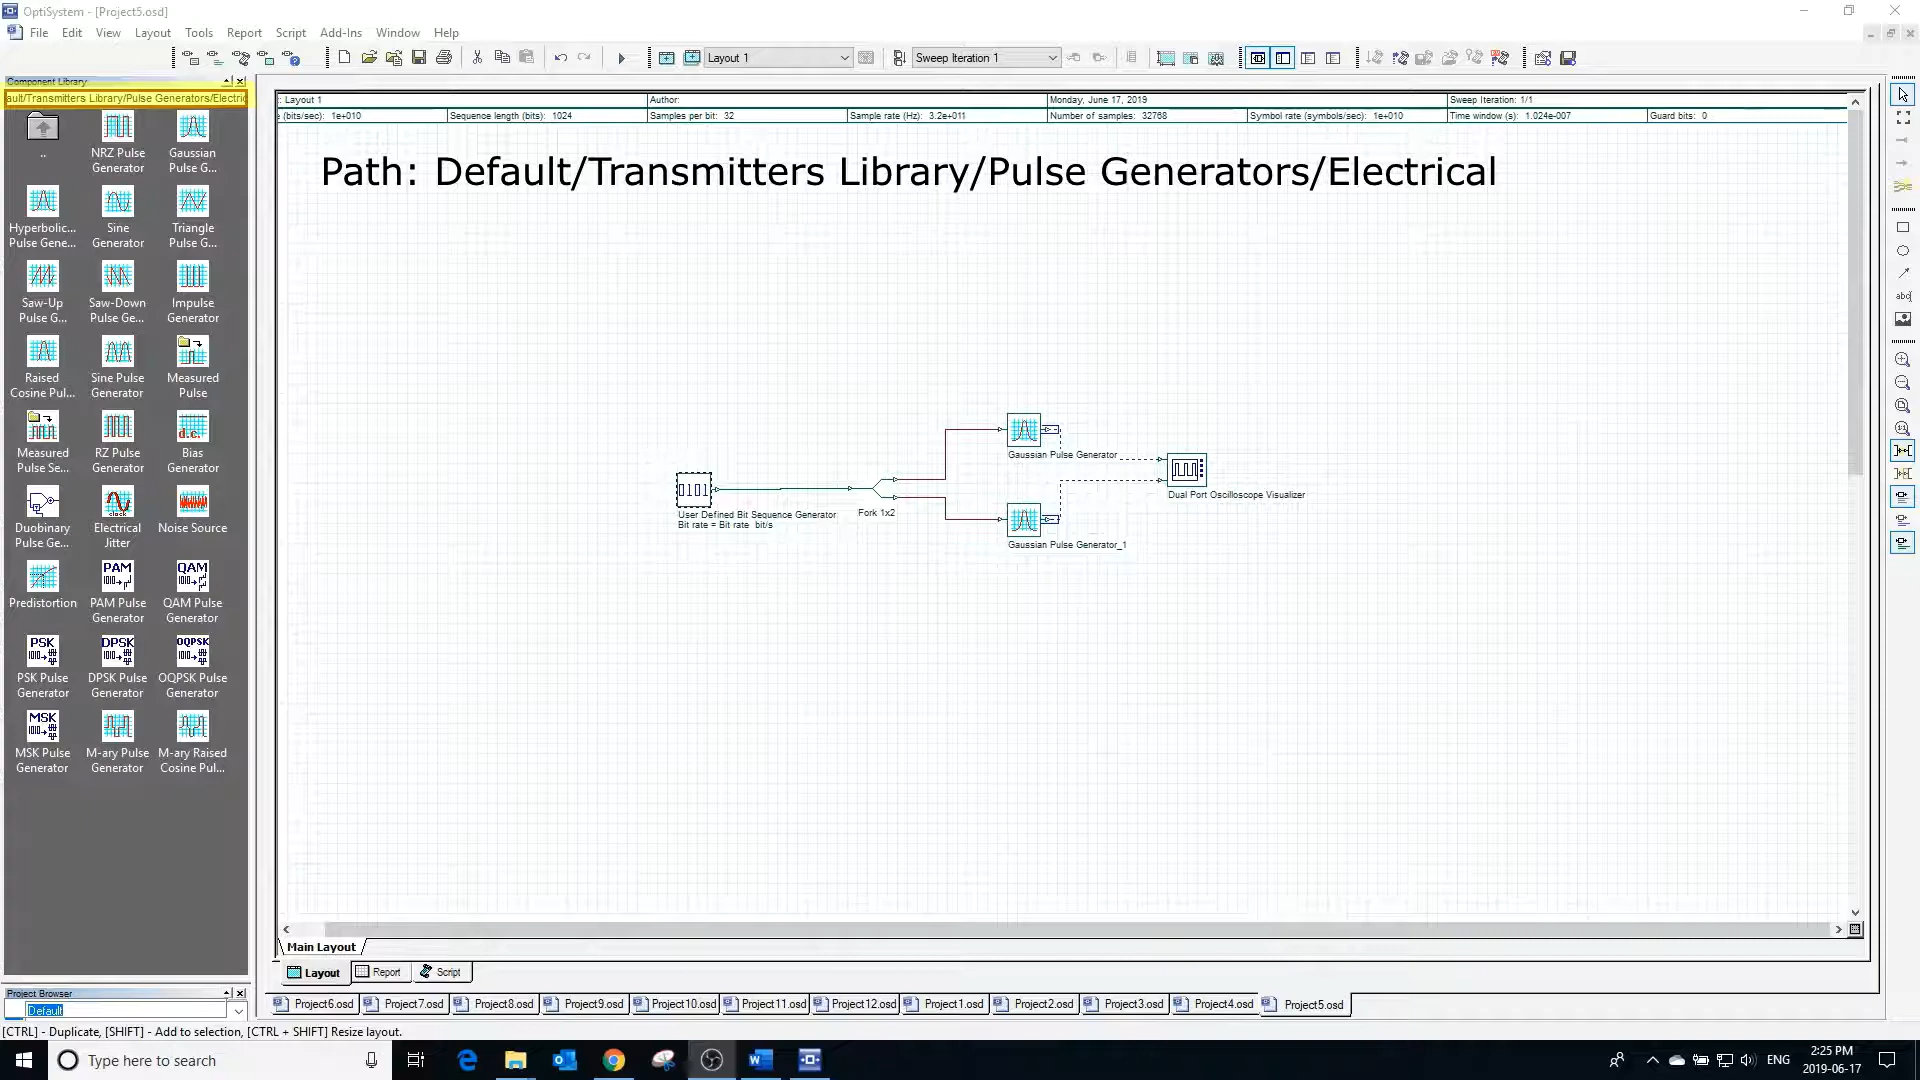 OptiSystem - [Project5.osd]
File Edit View Layout Tools Report Script Add-Ins Window Help
Layout 1
Sweep Iteration 1
Component Library
ault/Transmitters Library/Pulse Generators/Electric
: Layout 1 Author: Monday, June 17, 2019 Sweep Iteration: 1/1
(bits/sec): 1e+010 Sequence length (bits): 1024 Samples per bit: 32 Sample rate (Hz): 3.2e+011 Number of samples: 32768 Symbol rate (symbols/sec): 1e+010 Time window (s): 1.024e-007 Guard bits: 0
Path: Default/Transmitters Library/Pulse Generators/Electrical
.. NRZ Pulse Gaussian
Generator Pulse G...
Hyperbolic... Sine Triangle
Pulse Gene... Generator Pulse G...
Saw-Up Saw-Down Impulse
Pulse G... Pulse Ge... Generator
Raised Sine Pulse Measured
Cosine Pul... Generator Pulse
d.c.
Measured RZ Pulse Bias
Pulse Se... Generator Generator
clock
Duobinary Electrical Noise Source
Pulse Ge... Jitter
PAM QAM
Predistortion PAM Pulse QAM Pulse
Generator Generator
PSK DPSK OQPSK
PSK Pulse DPSK Pulse OQPSK Pulse
Generator Generator Generator
MSK
MSK Pulse M-ary Pulse M-ary Raised
Generator Generator Cosine Pul...
0101
User Defined Bit Sequence Generator
Bit rate = Bit rate bit/s
Fork 1x2
Gaussian Pulse Generator
Gaussian Pulse Generator_1
Dual Port Oscilloscope Visualizer
abc
Main Layout
Layout Report Script
Project Browser
Default
Project6.osd Project7.osd Project8.osd Project9.osd Project10.osd Project11.osd Project12.osd Project1.osd Project2.osd Project3.osd Project4.osd Project5.osd
[CTRL] - Duplicate, [SHIFT] - Add to selection, [CTRL + SHIFT] Resize layout.
Type here to search
ENG
2:25 PM
2019-06-17